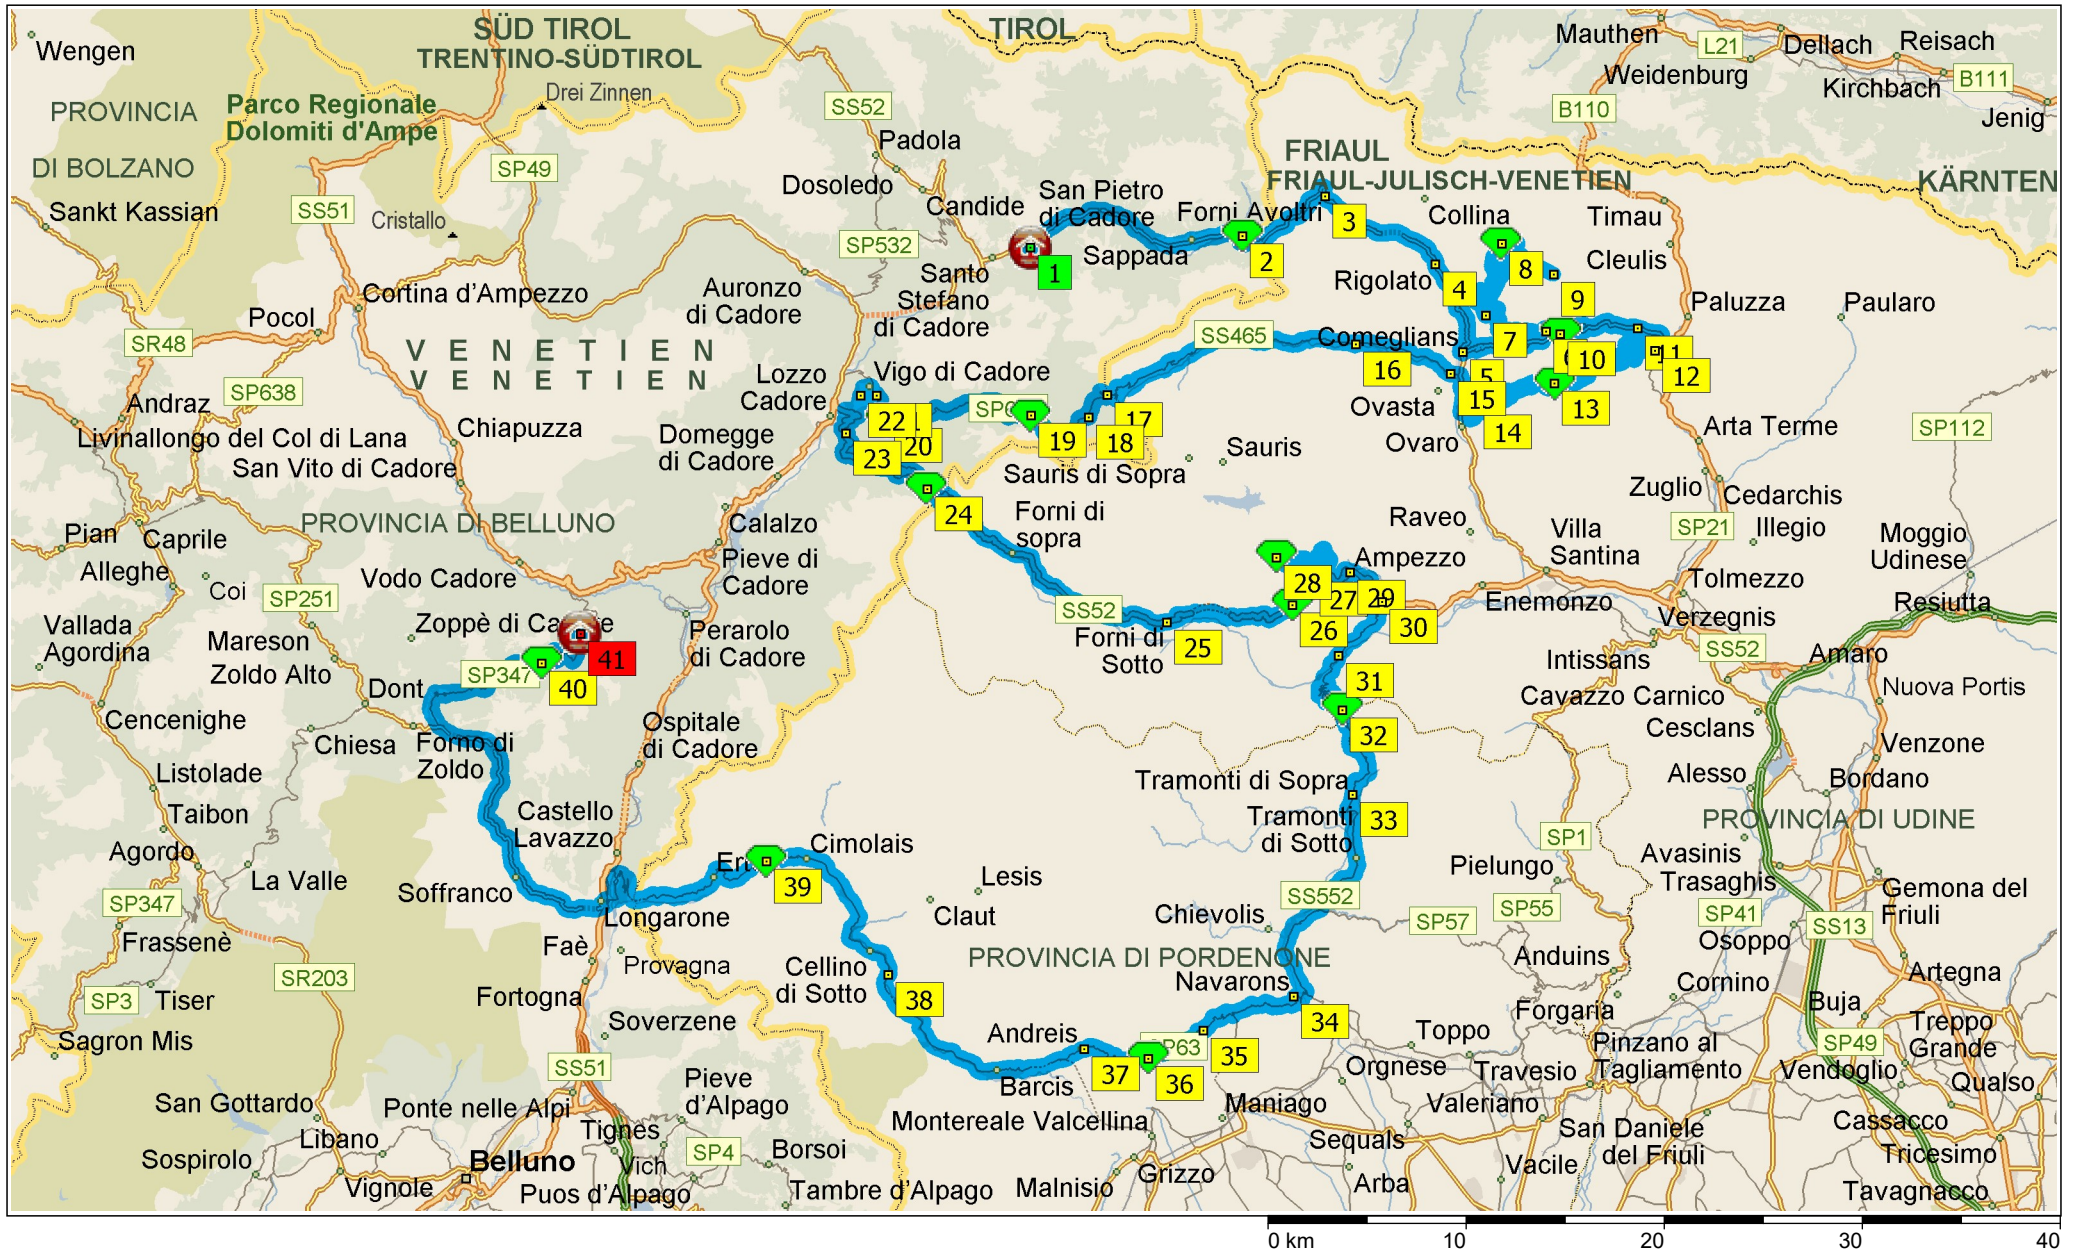 SÜD TIROL
TRENTINO-SÜDTIROL
TIROL
Mauthen
L21
Dellach
Reisach
Wengen
Weidenburg
Kirchbach
B111
Drei Zinnen
PROVINCIA
Parco Regionale
Dolomiti d'Ampe
SS52
B110
Jenig
Padola
DI BOLZANO
SP49
FRIAUL
FRIAUL-JULISCH-VENETIEN
KÄRNTEN
Dosoledo
San Pietro
di Cadore
Candide
Forni Avoltri
Collina
Timau
Sankt Kassian
SS51
Cristallo
3
SP532
Sappada
2
1
8
Cleulis
Santo
Stefano
di Cadore
Rigolato
4
9
Auronzo
di Cadore
Cortina d'Ampezzo
Paluzza
Paularo
Pocol
SR48
SS465
Comeglians
7
10
11
12
V E N E T I E N
V E N E T I E N
Lozzo
Cadore
Vigo di Cadore
16
5
15
13
14
SP638
Andraz
Ovasta
Ovaro
22
20
23
19
17
18
Chiapuzza
Domegge
di Cadore
Livinallongo del Col di Lana
San Vito di Cadore
Sauris
Sauris di Sopra
Arta Terme
SP112
Zuglio
Cedarchis
24
Forni di
sopra
Raveo
SP21
Illegio
PROVINCIA DI BELLUNO
Calalzo
Villa
Santina
Moggio
Udinese
Pian
Caprile
Alleghe
Coi
Vodo Cadore
Pieve di
Cadore
Ampezzo
28
27
29
26
30
Tolmezzo
SP251
SS52
Enemonzo
Verzegnis
Resiutta
Vallada
Agordina
Mareson
Zoldo Alto
Zoppè di Ca
Perarolo
di Cadore
41
40
SP347
Forni di
Sotto
25
Intissans
SS52
Amaro
31
Cavazzo Carnico
Nuova Portis
Dont
Cencenighe
Chiesa
Forno di
Zoldo
Ospitale
di Cadore
32
Cesclans
Venzone
Listolade
Tramonti di Sopra
Alesso
Bordano
Taibon
Castello
Lavazzo
Tramonti
di Sotto
33
SP1
PROVINCIA DI UDINE
Agordo
Cimolais
39
Avasinis
Trasaghis
Pielungo
La Valle
Soffranco
Lesis
Claut
SS552
Gemona del
Friuli
SP347
Longarone
Chievolis
SP57
SP55
SP41
SS13
Osoppo
Frassenè
Faè
Provagna
PROVINCIA DI PORDENONE
Anduins
Artegna
SR203
Cellino
di Sotto
Navarons
Cornino
SP3
Tiser
Fortogna
38
34
Forgaria
Buja
Soverzene
Andreis
Toppo
Treppo
Grande
Sagron Mis
35
37
36
Pinzano al
Tagliamento
SP49
Orgnese
Travesio
Vendoglio
Qualso
SS51
Barcis
Pieve
d'Alpago
San Gottardo
Ponte nelle Alpi
Montereale Valcellina
Maniago
Valeriano
Cassacco
Tignes
Libano
Sequals
San Daniele
del Friuli
Tricesimo
Sospirolo
Belluno
Vich
SP4
Borsoi
Grizzo
Vacile
Vignole
Puos d'Alpago
Tambre d'Alpago
Malnisio
Arba
Tavagnacco
0 km
10
20
30
40